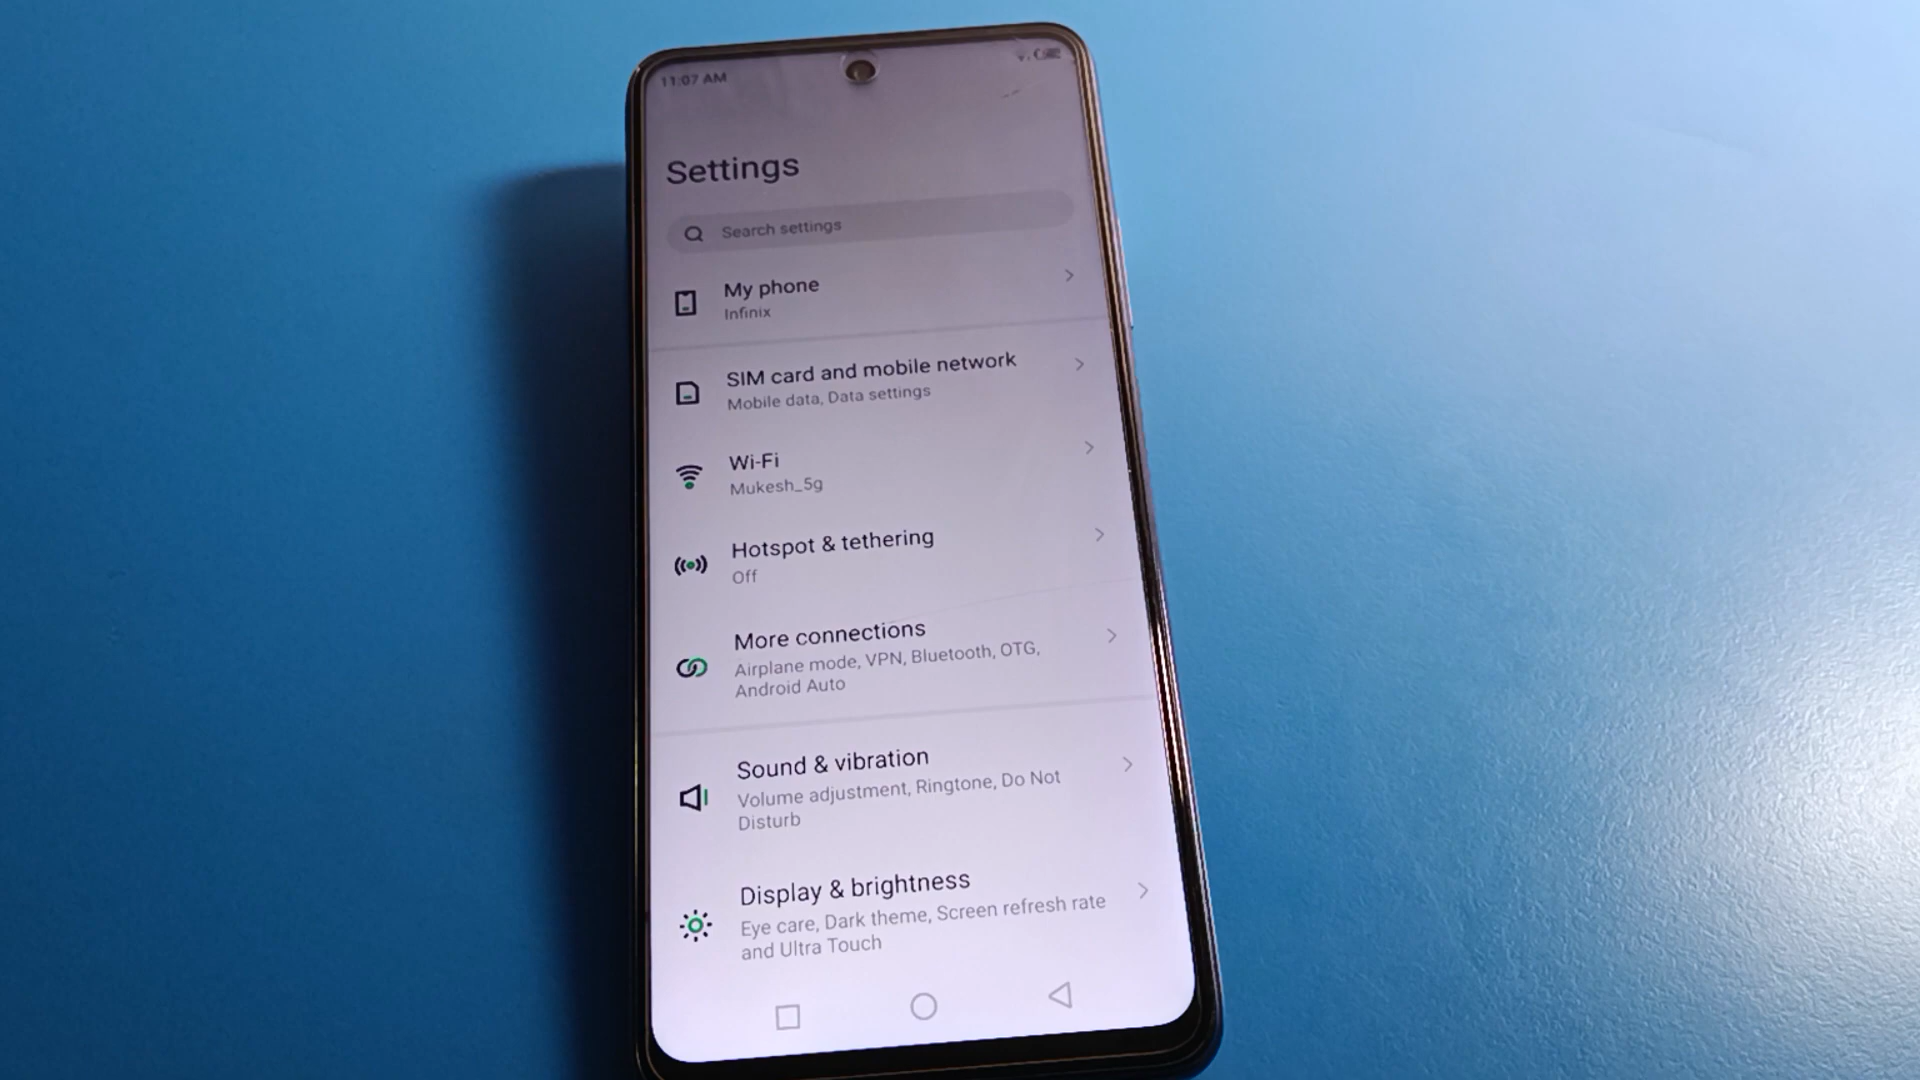 11:07 AM
Settings
Search settings
My phone
Infinix
SIM card and mobile network
Mobile data, Data settings
Wi-Fi
Mukesh_5g
Hotspot & tethering
Off
More connections
Airplane mode, VPN, Bluetooth, OTG,
Android Auto
Sound & vibration
Volume adjustment, Ringtone, Do Not
Disturb
Display & brightness
Eye care, Dark theme, Screen refresh rate
and Ultra Touch